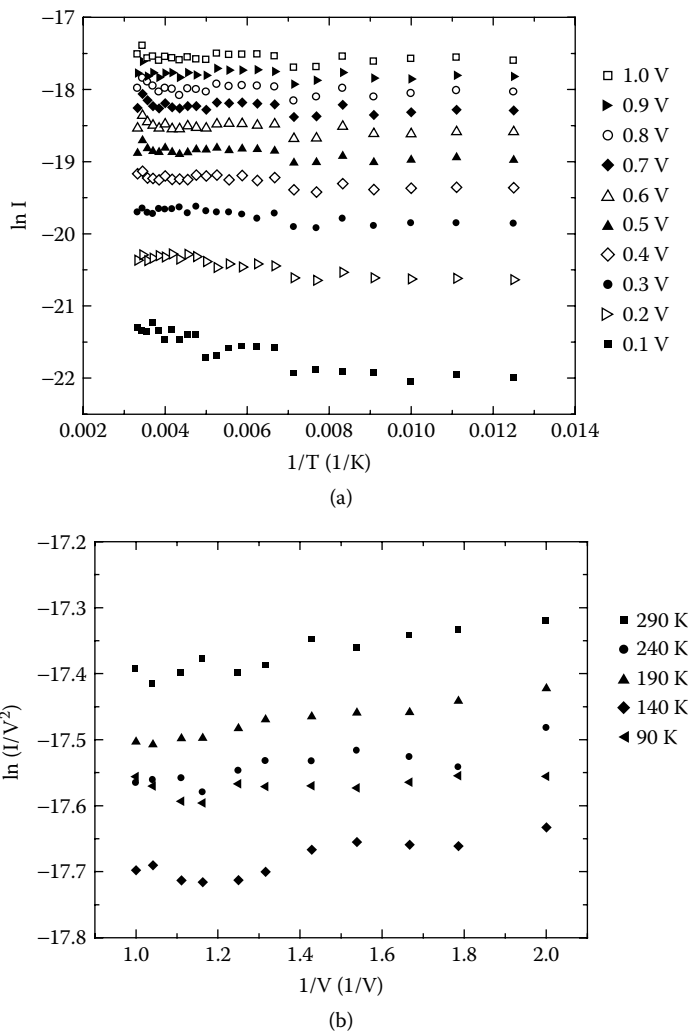 −17
−18
−19
−20
−21
−22
ln I
0.002
0.004
0.006
0.008
0.010
0.012
0.014
1/T (1/K)
1.0 V
0.9 V
0.8 V
0.7 V
0.6 V
0.5 V
0.4 V
0.3 V
0.2 V
0.1 V
(a)
−17.2
−17.3
−17.4
−17.5
−17.6
−17.7
−17.8
ln (I/V²)
1.0
1.2
1.4
1.6
1.8
2.0
1/V (1/V)
290 K
240 K
190 K
140 K
90 K
(b)